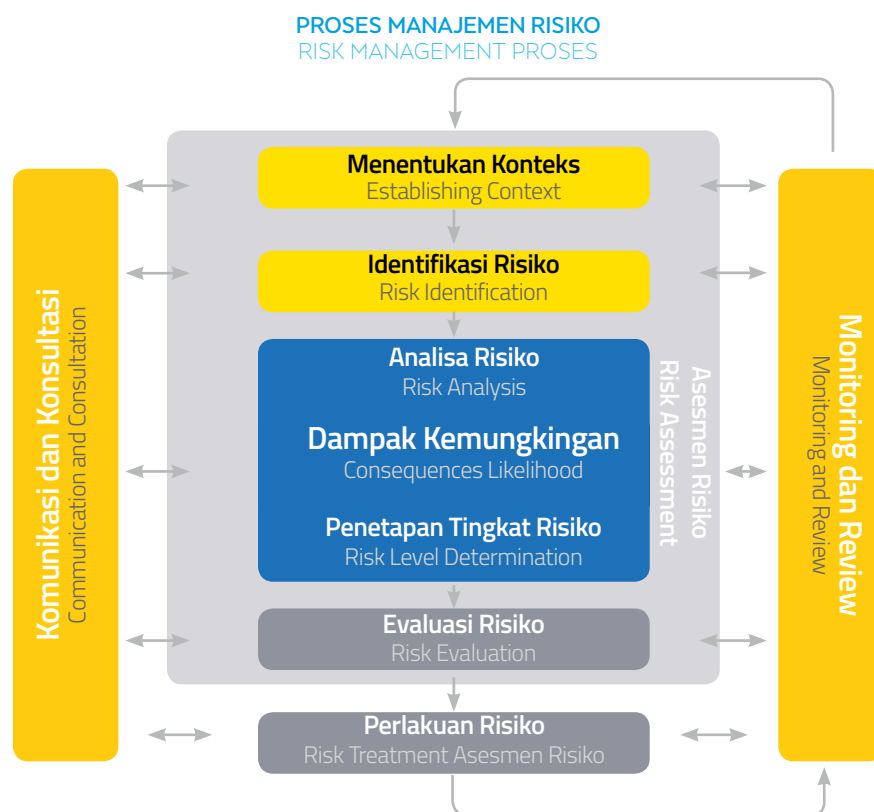 PROSES MANAJEMEN RISIKO
RISK MANAGEMENT PROSES
Menentukan Konteks
Establishing Context
Identifikasi Risiko
Risk Identification
Analisa Risiko
Risk Analysis
Dampak Kemungkingan
Consequences Likelihood
Penetapan Tingkat Risiko
Risk Level Determination
Evaluasi Risiko
Risk Evaluation
Perlakuan Risiko
Risk Treatment Asesmen Risiko
Komunikasi dan Konsultasi
Communication and Consultation
Asesmen Risiko
Risk Assessment
Monitoring dan Review
Monitoring and Review